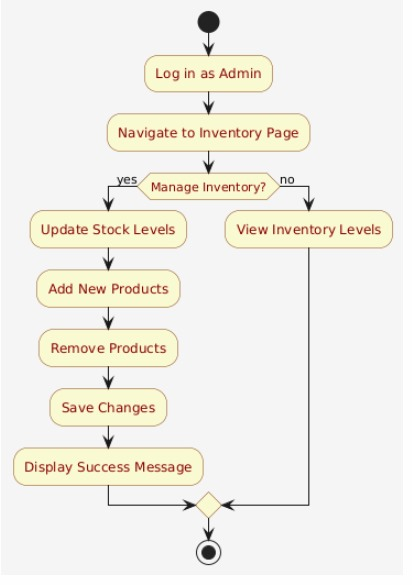 Log in as Admin
Navigate to Inventory Page
yes
Manage Inventory?
no
Update Stock Levels
View Inventory Levels
Add New Products
Remove Products
Save Changes
Display Success Message